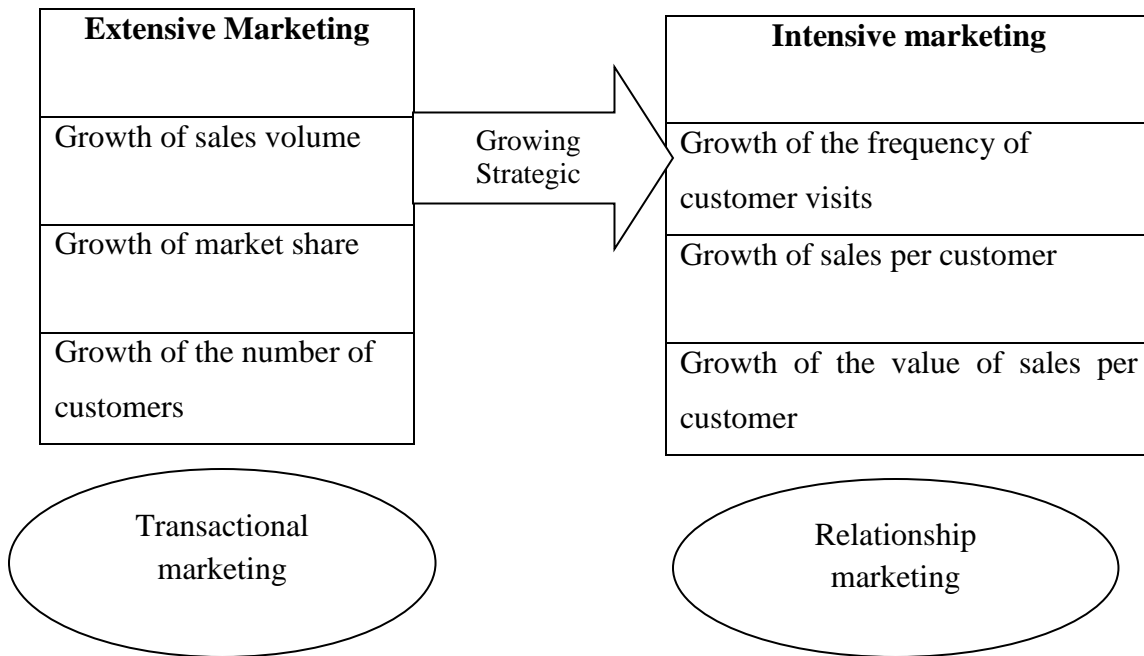 Extensive Marketing
Growth of sales volume
Growth of market share
Growth of the number of
customers
Growing
Strategic
Intensive marketing
Growth of the frequency of
customer visits
Growth of sales per customer
Growth of the value of sales per
customer
Transactional
marketing
Relationship
marketing